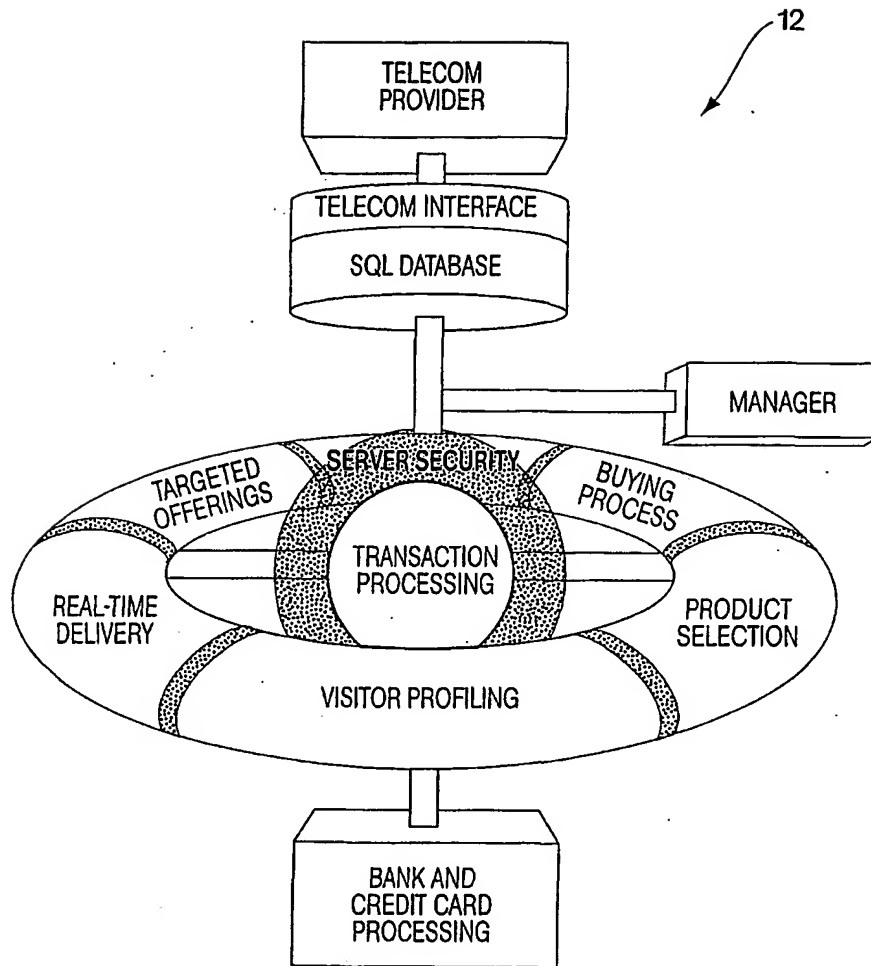 12
TELECOM
PROVIDER
TELECOM INTERFACE
SQL DATABASE
MANAGER
SERVER SECURITY
TARGETED
OFFERINGS
BUYING
PROCESS
TRANSACTION
PROCESSING
REAL-TIME
DELIVERY
PRODUCT
SELECTION
VISITOR PROFILING
BANK AND
CREDIT CARD
PROCESSING